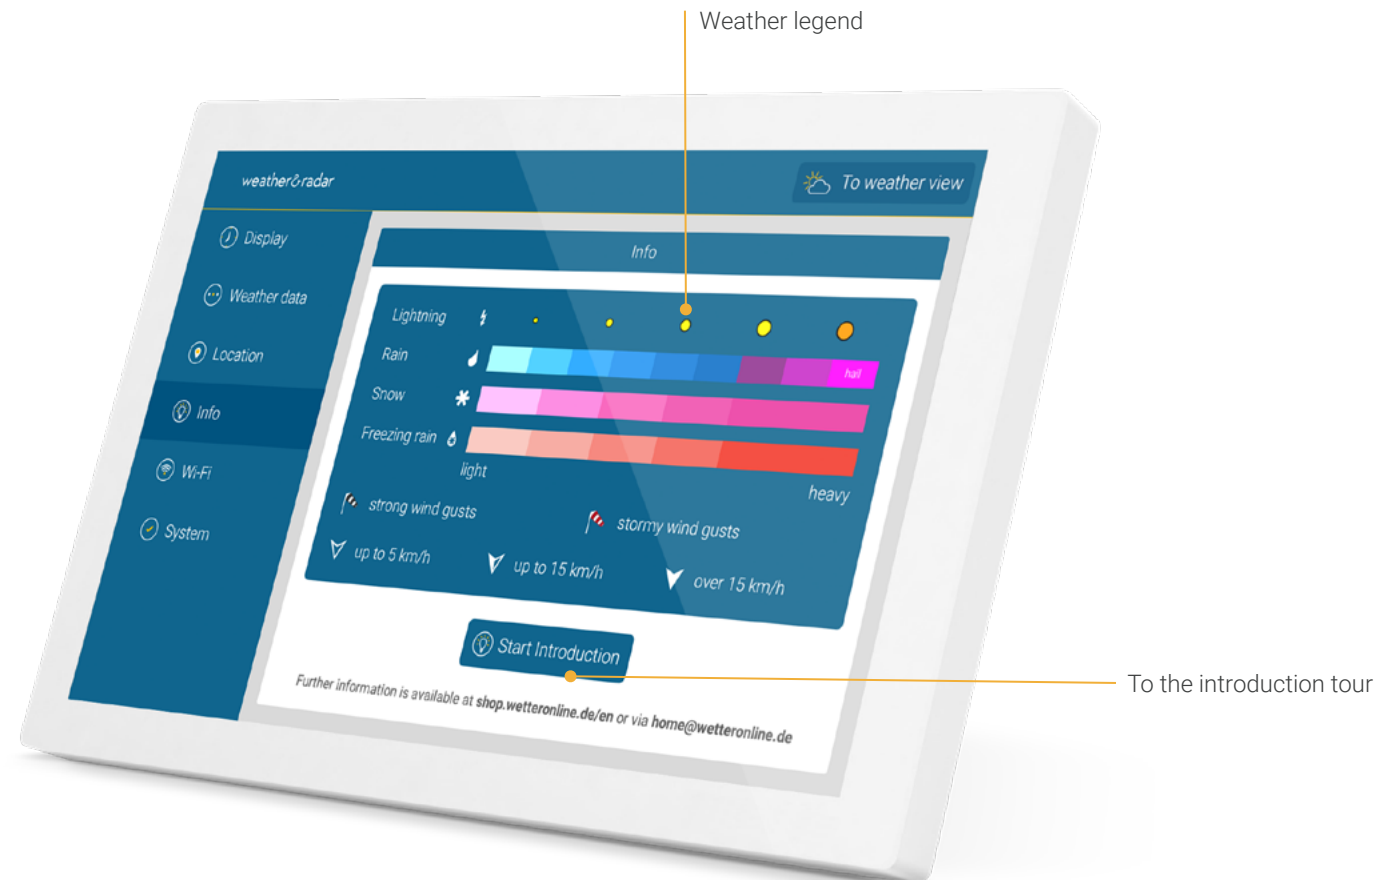 Weather legend
weather&radar
To weather view
Display
Weather data
Location
Info
Wi-Fi
System
Info
Lightning
Rain
hail
Snow
Freezing rain
light
heavy
strong wind gusts
stormy wind gusts
up to 5 km/h
up to 15 km/h
over 15 km/h
Start Introduction
Further information is available at shop.wetteronline.de/en or via home@wetteronline.de
To the introduction tour